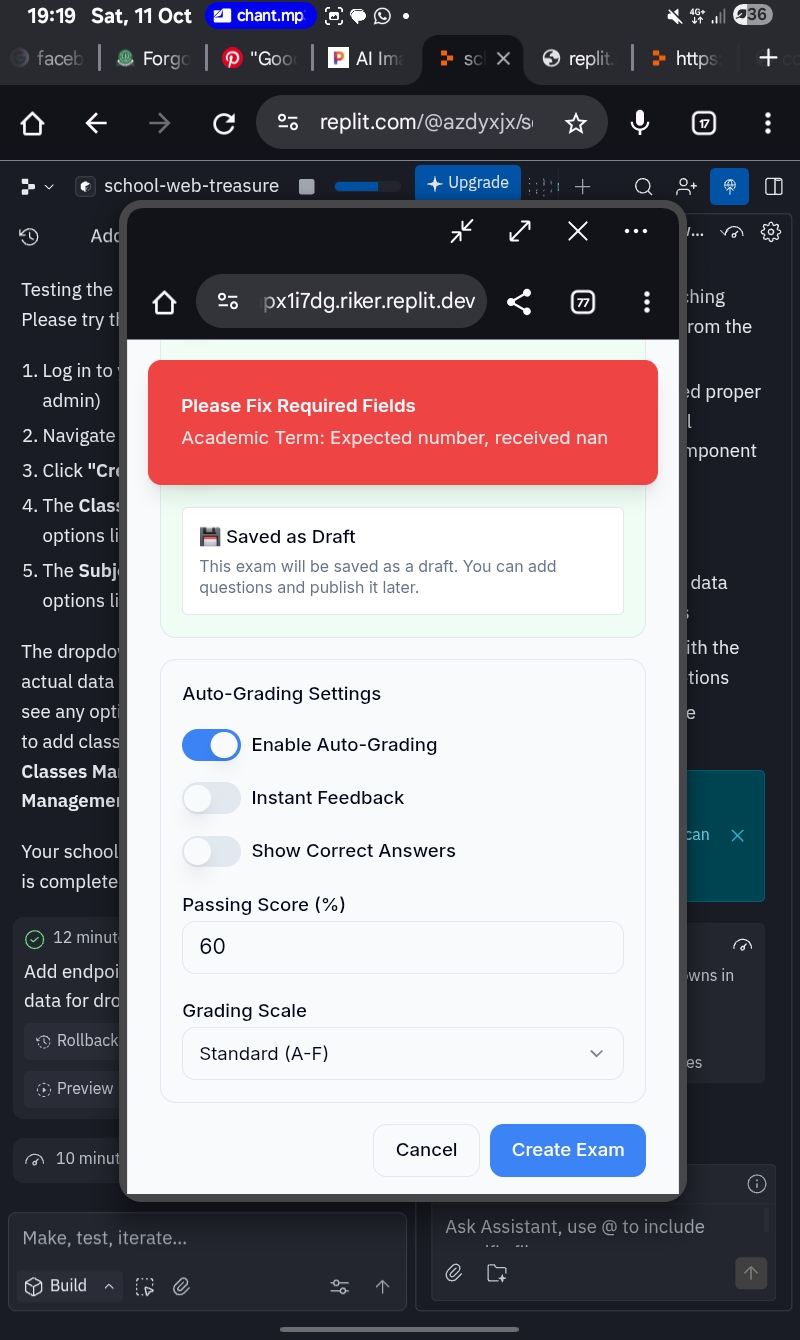 19:19 Sat, 11 Oct chant.mp 4G+ 36
faceb Forgo "Goo AI Ima sc replit. https:
replit.com/@azdyxjx/s 17
school-web-treasure Upgrade
Add
Testing the
Please try th
1. Log in to
admin)
2. Navigate
3. Click "Cre
4. The Class
options li
5. The Subj
options li
The dropdo
actual data
see any opti
to add class
Classes Ma
Managemen
Your school
is complete
12 minut
Add endpoi
data for dro
Rollback
Preview
10 minut
Make, test, iterate...
Build
px1i7dg.riker.replit.dev 77
Please Fix Required Fields
Academic Term: Expected number, received nan
💾 Saved as Draft
This exam will be saved as a draft. You can add
questions and publish it later.
Auto-Grading Settings
Enable Auto-Grading
Instant Feedback
Show Correct Answers
Passing Score (%)
60
Grading Scale
Standard (A-F)
Cancel Create Exam
ching
rom the
ed proper
l
mponent
data
s
ith the
tions
e
can
owns in
es
Ask Assistant, use @ to include